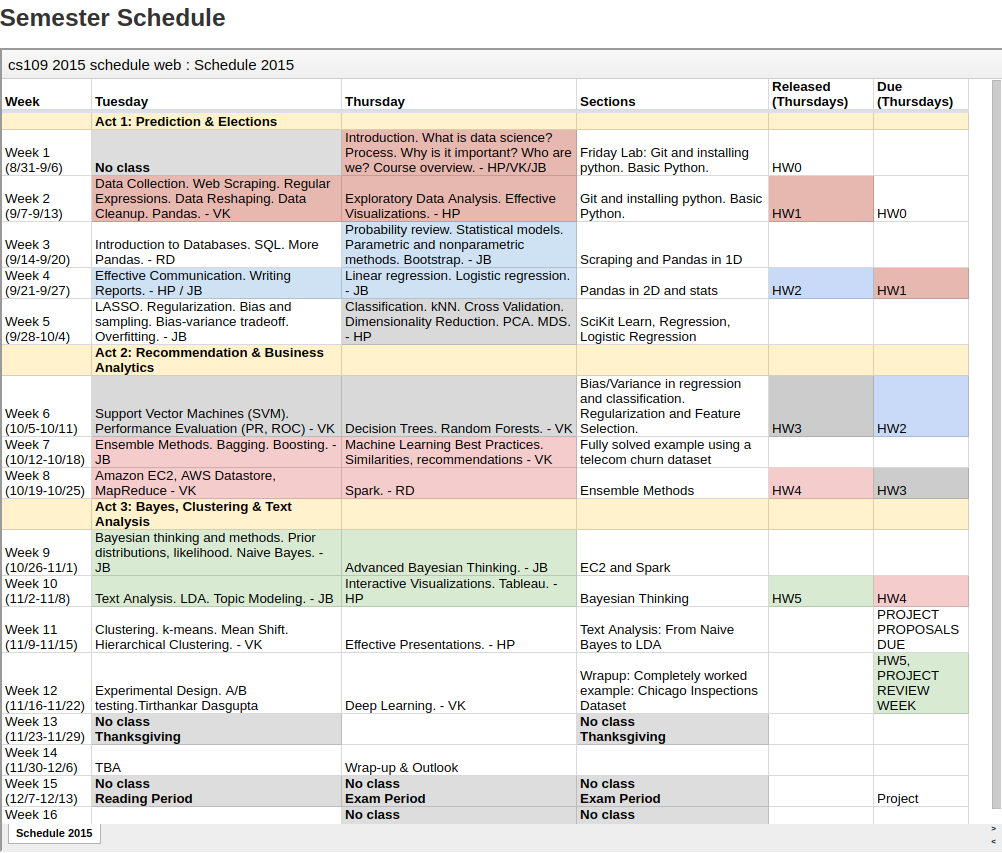 Semester Schedule
cs109 2015 schedule web : Schedule 2015
Week
Tuesday
Thursday
Sections
Released
(Thursdays)
Due
(Thursdays)
Act 1: Prediction & Elections
Week 1
(8/31-9/6)
No class
Introduction. What is data science?
Process. Why is it important? Who are
we? Course overview. - HP/VK/JB
Friday Lab: Git and installing
python. Basic Python.
HW0
Week 2
(9/7-9/13)
Data Collection. Web Scraping. Regular
Expressions. Data Reshaping. Data
Cleanup. Pandas. - VK
Exploratory Data Analysis. Effective
Visualizations. - HP
Git and installing python. Basic
Python.
HW1
HW0
Week 3
(9/14-9/20)
Introduction to Databases. SQL. More
Pandas. - RD
Probability review. Statistical models.
Parametric and nonparametric
methods. Bootstrap. - JB
Scraping and Pandas in 1D
Week 4
(9/21-9/27)
Effective Communication. Writing
Reports. - HP / JB
Linear regression. Logistic regression.
- JB
Pandas in 2D and stats
HW2
HW1
Week 5
(9/28-10/4)
LASSO. Regularization. Bias and
sampling. Bias-variance tradeoff.
Overfitting. - JB
Classification. kNN. Cross Validation.
Dimensionality Reduction. PCA. MDS.
- HP
SciKit Learn, Regression,
Logistic Regression
Act 2: Recommendation & Business
Analytics
Week 6
(10/5-10/11)
Support Vector Machines (SVM).
Performance Evaluation (PR, ROC) - VK
Decision Trees. Random Forests. - VK
Bias/Variance in regression
and classification.
Regularization and Feature
Selection.
HW3
HW2
Week 7
(10/12-10/18)
Ensemble Methods. Bagging. Boosting. -
JB
Machine Learning Best Practices.
Similarities, recommendations - VK
Fully solved example using a
telecom churn dataset
Week 8
(10/19-10/25)
Amazon EC2, AWS Datastore,
MapReduce - VK
Spark. - RD
Ensemble Methods
HW4
HW3
Act 3: Bayes, Clustering & Text
Analysis
Week 9
(10/26-11/1)
Bayesian thinking and methods. Prior
distributions, likelihood. Naive Bayes. -
JB
Advanced Bayesian Thinking. - JB
EC2 and Spark
Week 10
(11/2-11/8)
Text Analysis. LDA. Topic Modeling. - JB
Interactive Visualizations. Tableau. -
HP
Bayesian Thinking
HW5
HW4
Week 11
(11/9-11/15)
Clustering. k-means. Mean Shift.
Hierarchical Clustering. - VK
Effective Presentations. - HP
Text Analysis: From Naive
Bayes to LDA
PROJECT
PROPOSALS
DUE
Week 12
(11/16-11/22)
Experimental Design. A/B
testing.Tirthankar Dasgupta
Deep Learning. - VK
Wrapup: Completely worked
example: Chicago Inspections
Dataset
HW5,
PROJECT
REVIEW
WEEK
Week 13
(11/23-11/29)
No class
Thanksgiving
No class
Thanksgiving
Week 14
(11/30-12/6)
TBA
Wrap-up & Outlook
Week 15
(12/7-12/13)
No class
Reading Period
No class
Exam Period
No class
Exam Period
Project
Week 16
No class
No class
Schedule 2015
>
<